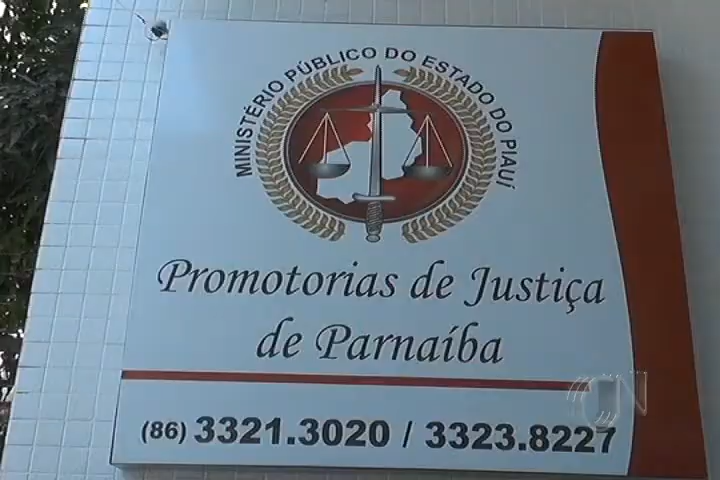 MINISTÉRIO PÚBLICO DO ESTADO DO PIAUÍ
Promotorias de Justiça
de Parnaíba
(86) 3321.3020 / 3323.8227